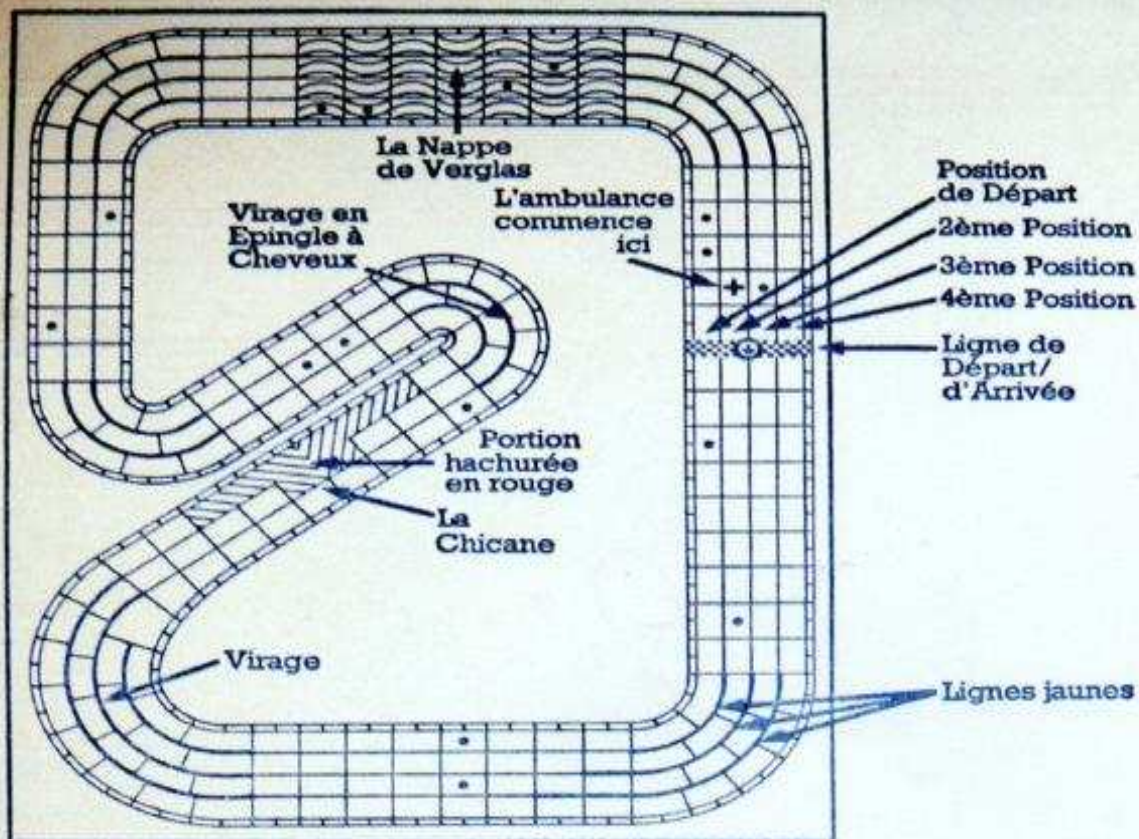 La Nappe
de Verglas
Virage en
Epingle à
Cheveux
L'ambulance
commence
ici
Position
de Départ
2ème Position
3ème Position
4ème Position
Ligne de
Départ/
d'Arrivée
Portion
hachurée
en rouge
La
Chicane
Virage
Lignes jaunes